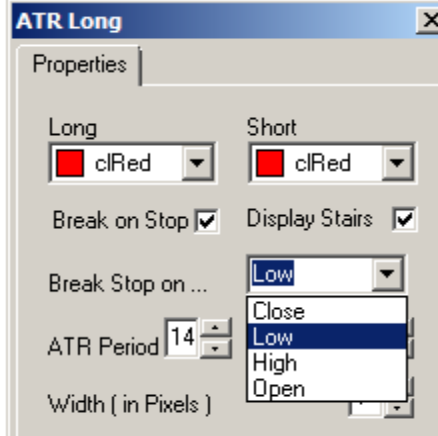 ATR Long
Properties
Long Short
clRed clRed
Break on Stop Display Stairs
Break Stop on ... Low
Close
Low
ATR Period 14
High
Open
Width ( in Pixels )